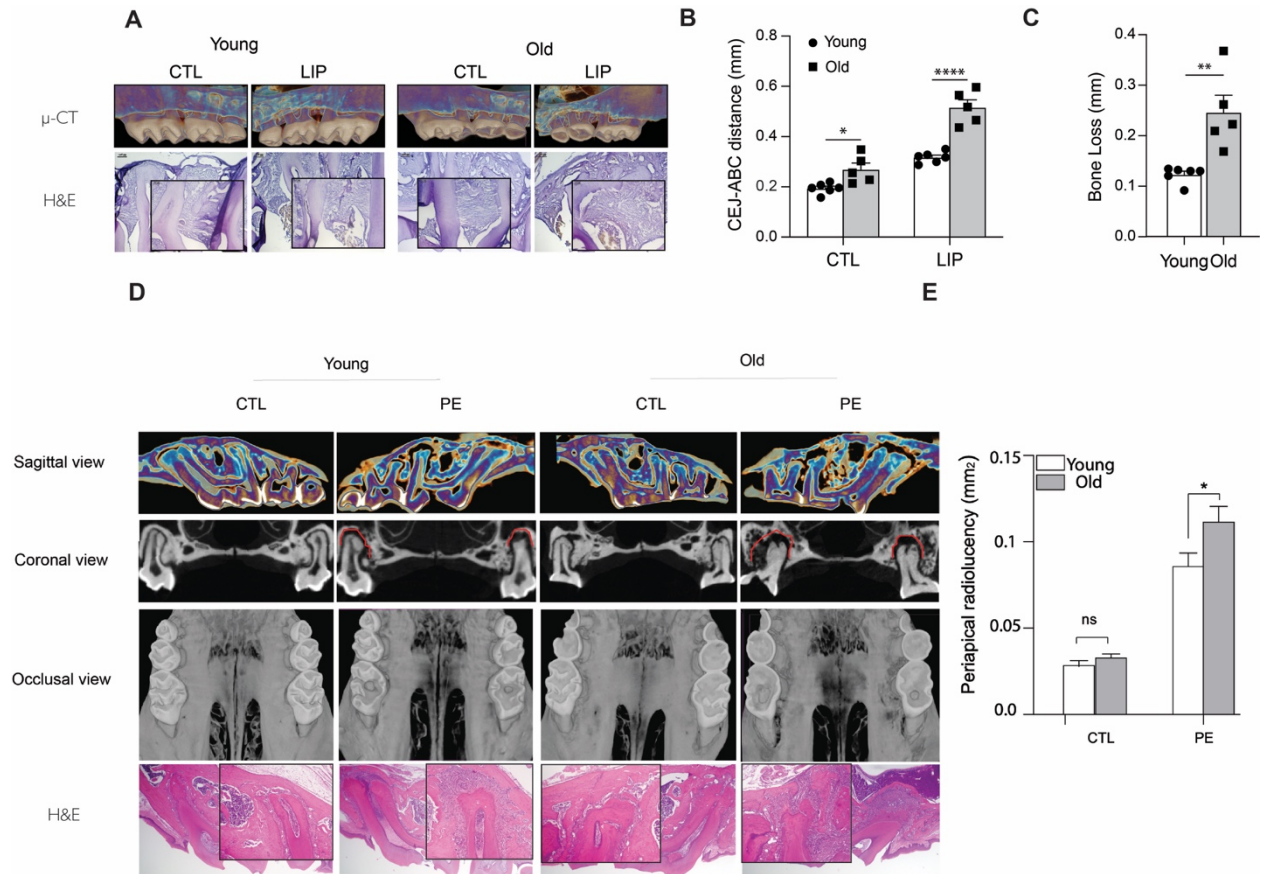 A
Young
Old
CTL
LIP
CTL
LIP
μ-CT
H&E
B
CEJ-ABC distance (mm)
0.8
0.6
0.4
0.2
0.0
Young
Old
*
****
CTL
LIP
C
Bone Loss (mm)
0.4
0.3
0.2
0.1
0.0
**
Young Old
D
Young
Old
CTL
PE
CTL
PE
Sagittal view
Coronal view
Occlusal view
H&E
E
Periapical radiolucency (mm2)
0.15
0.1
0.05
0.0
Young
Old
ns
*
CTL
PE